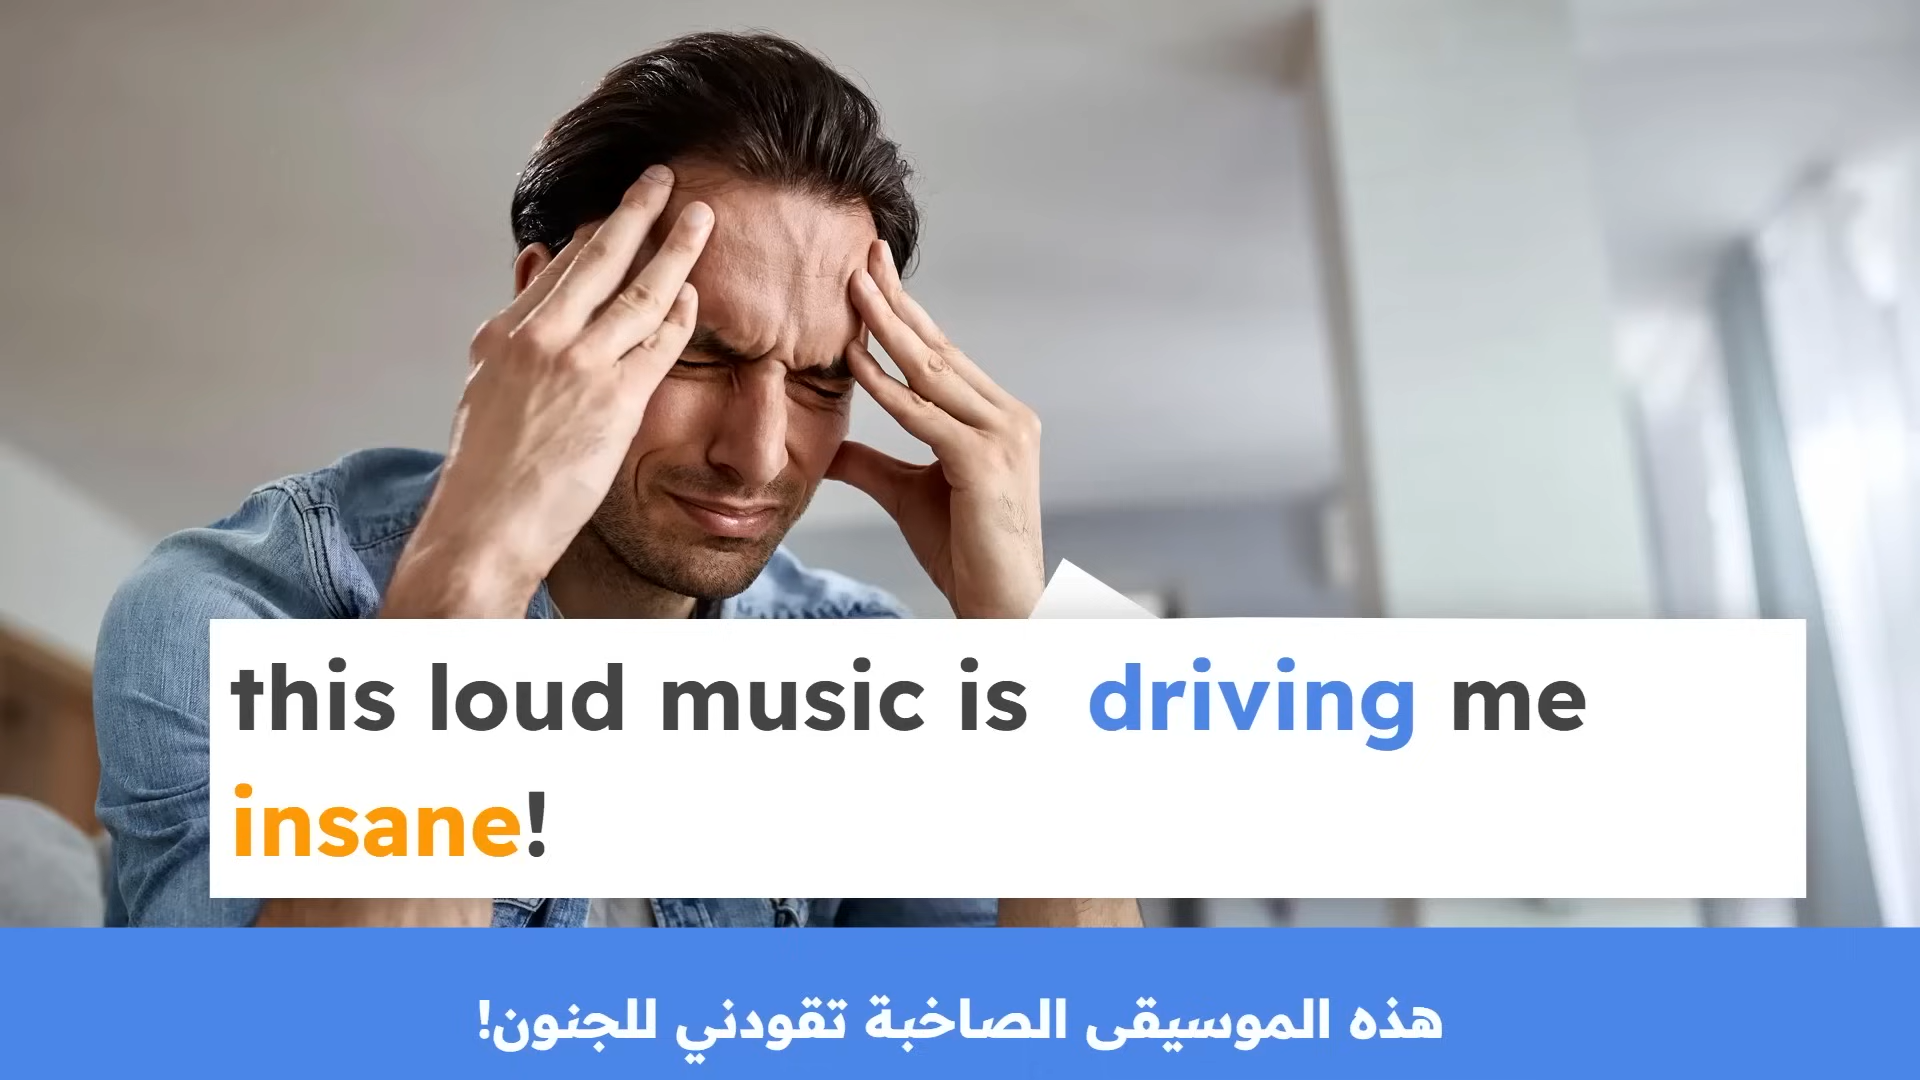 this loud music is driving me
insane!
هذه الموسيقى الصاخبة تقودني للجنون!